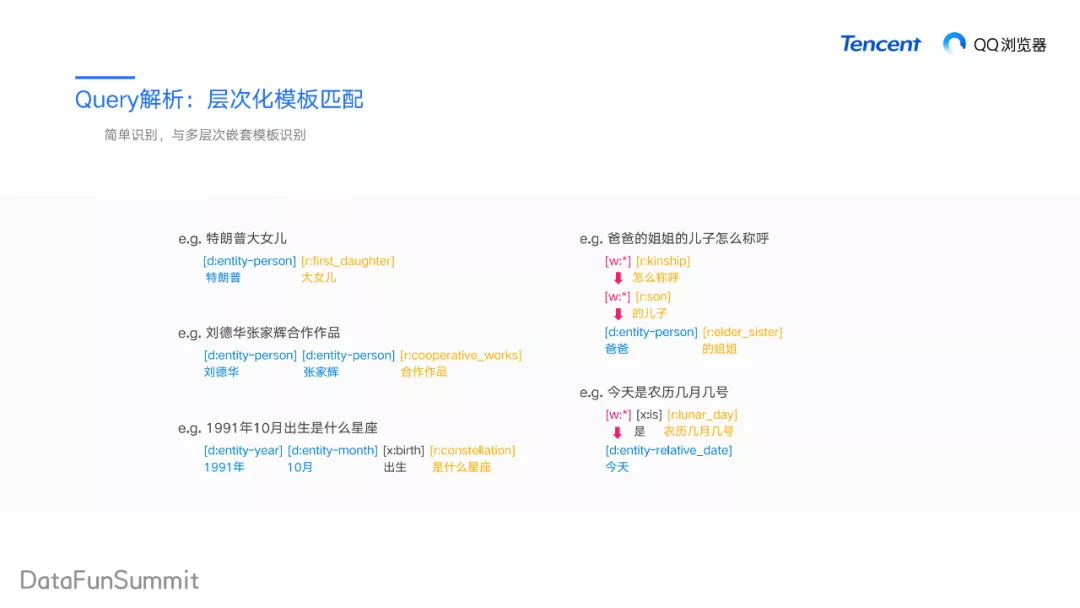 Tencent QQ浏览器
Query解析：层次化模板匹配
简单识别，与多层次嵌套模板识别
e.g. 特朗普大女儿
[d:entity-person] [r:first_daughter]
特朗普 大女儿
e.g. 刘德华张家辉合作作品
[d:entity-person] [d:entity-person] [r:cooperative_works]
刘德华 张家辉 合作作品
e.g. 1991年10月出生是什么星座
[d:entity-year] [d:entity-month] [x:birth] [r:constellation]
1991年 10月 出生 是什么星座
e.g. 爸爸的姐姐的儿子怎么称呼
[w:*] [r:kinship]
怎么称呼
[w:*] [r:son]
的儿子
[d:entity-person] [r:elder_sister]
爸爸 的姐姐
e.g. 今天是农历几月几号
[w:*] [x:is] [r:lunar_day]
是 农历几月几号
[d:entity-relative_date]
今天
DataFunSummit